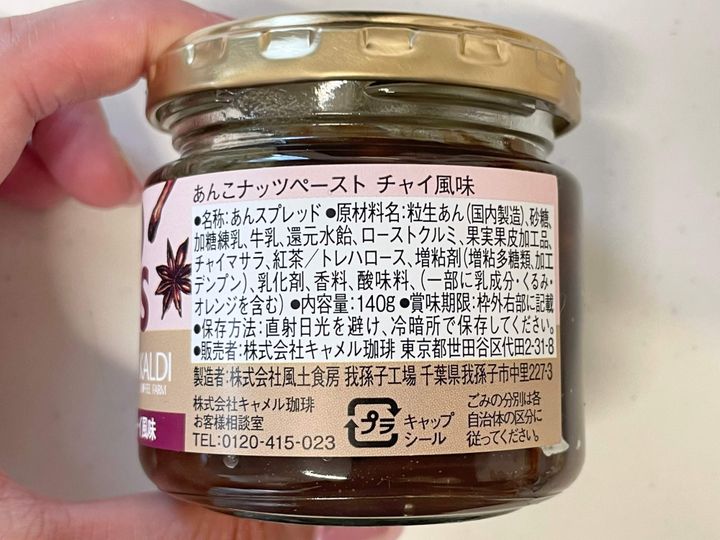 あんこナッツペースト チャイ風味
●名称:あんスプレッド ●原材料名:粒生あん(国内製造)、砂糖、
加糖練乳、牛乳、還元水飴、ローストクルミ、果実果皮加工品、
チャイマサラ、紅茶/トレハロース、増粘剤(増粘多糖類、加工
デンプン)、乳化剤、香料、酸味料、(一部に乳成分・くるみ・
オレンジを含む) ●内容量:140g ●賞味期限:枠外右部に記載
●保存方法:直射日光を避け、冷暗所で保存してください。
●販売者:株式会社キャメル珈琲 東京都世田谷区代田2-31-8
製造者:株式会社風土食房 我孫子工場 千葉県我孫子市中里227-3
株式会社キャメル珈琲
お客様相談室
TEL:0120-415-023
プラ
キャップ
シール
ごみの分別は各
自治体の区分に
従ってください。
S
KALDI
COFFEE FARM
イ風味